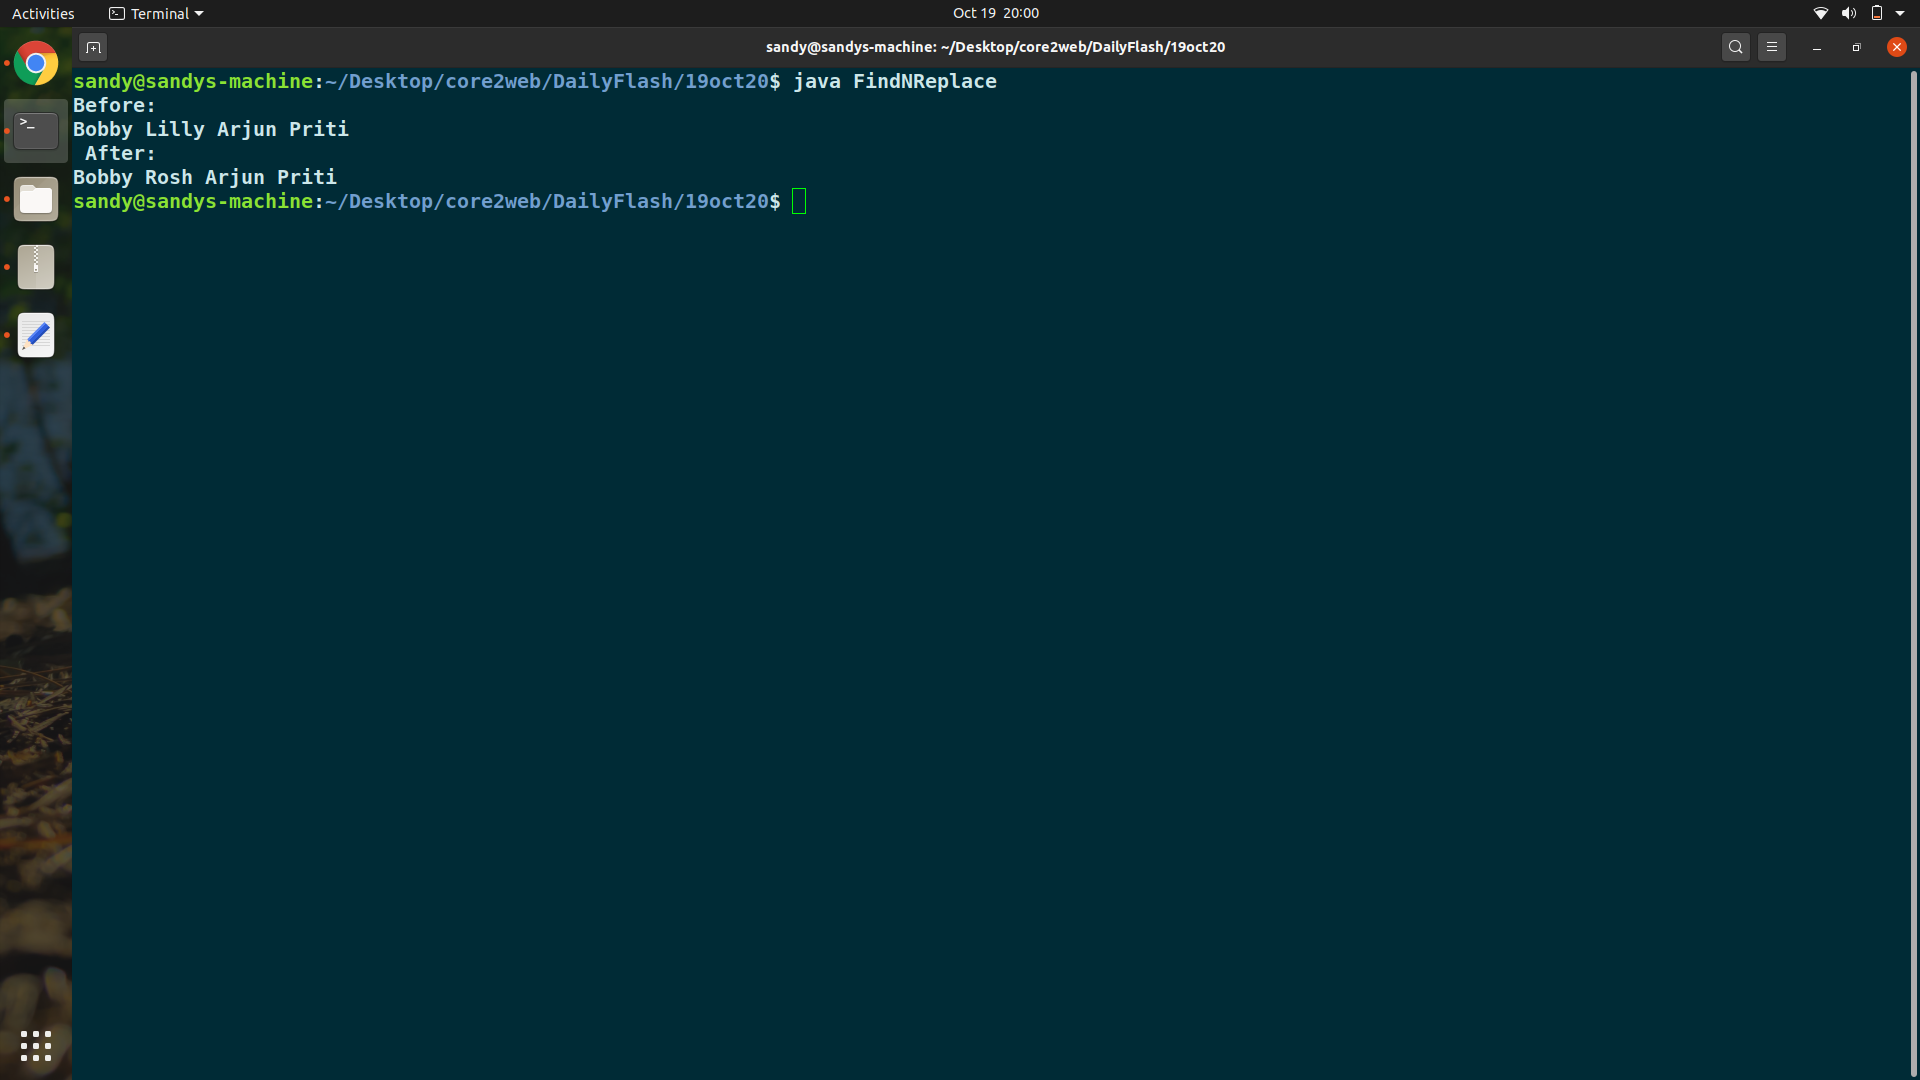 Activities
Terminal
Oct 19 20:00
sandy@sandys-machine: ~/Desktop/core2web/DailyFlash/19oct20
sandy@sandys-machine:~/Desktop/core2web/DailyFlash/19oct20$ java FindNReplace
Before:
Bobby Lilly Arjun Priti
 After:
Bobby Rosh Arjun Priti
sandy@sandys-machine:~/Desktop/core2web/DailyFlash/19oct20$